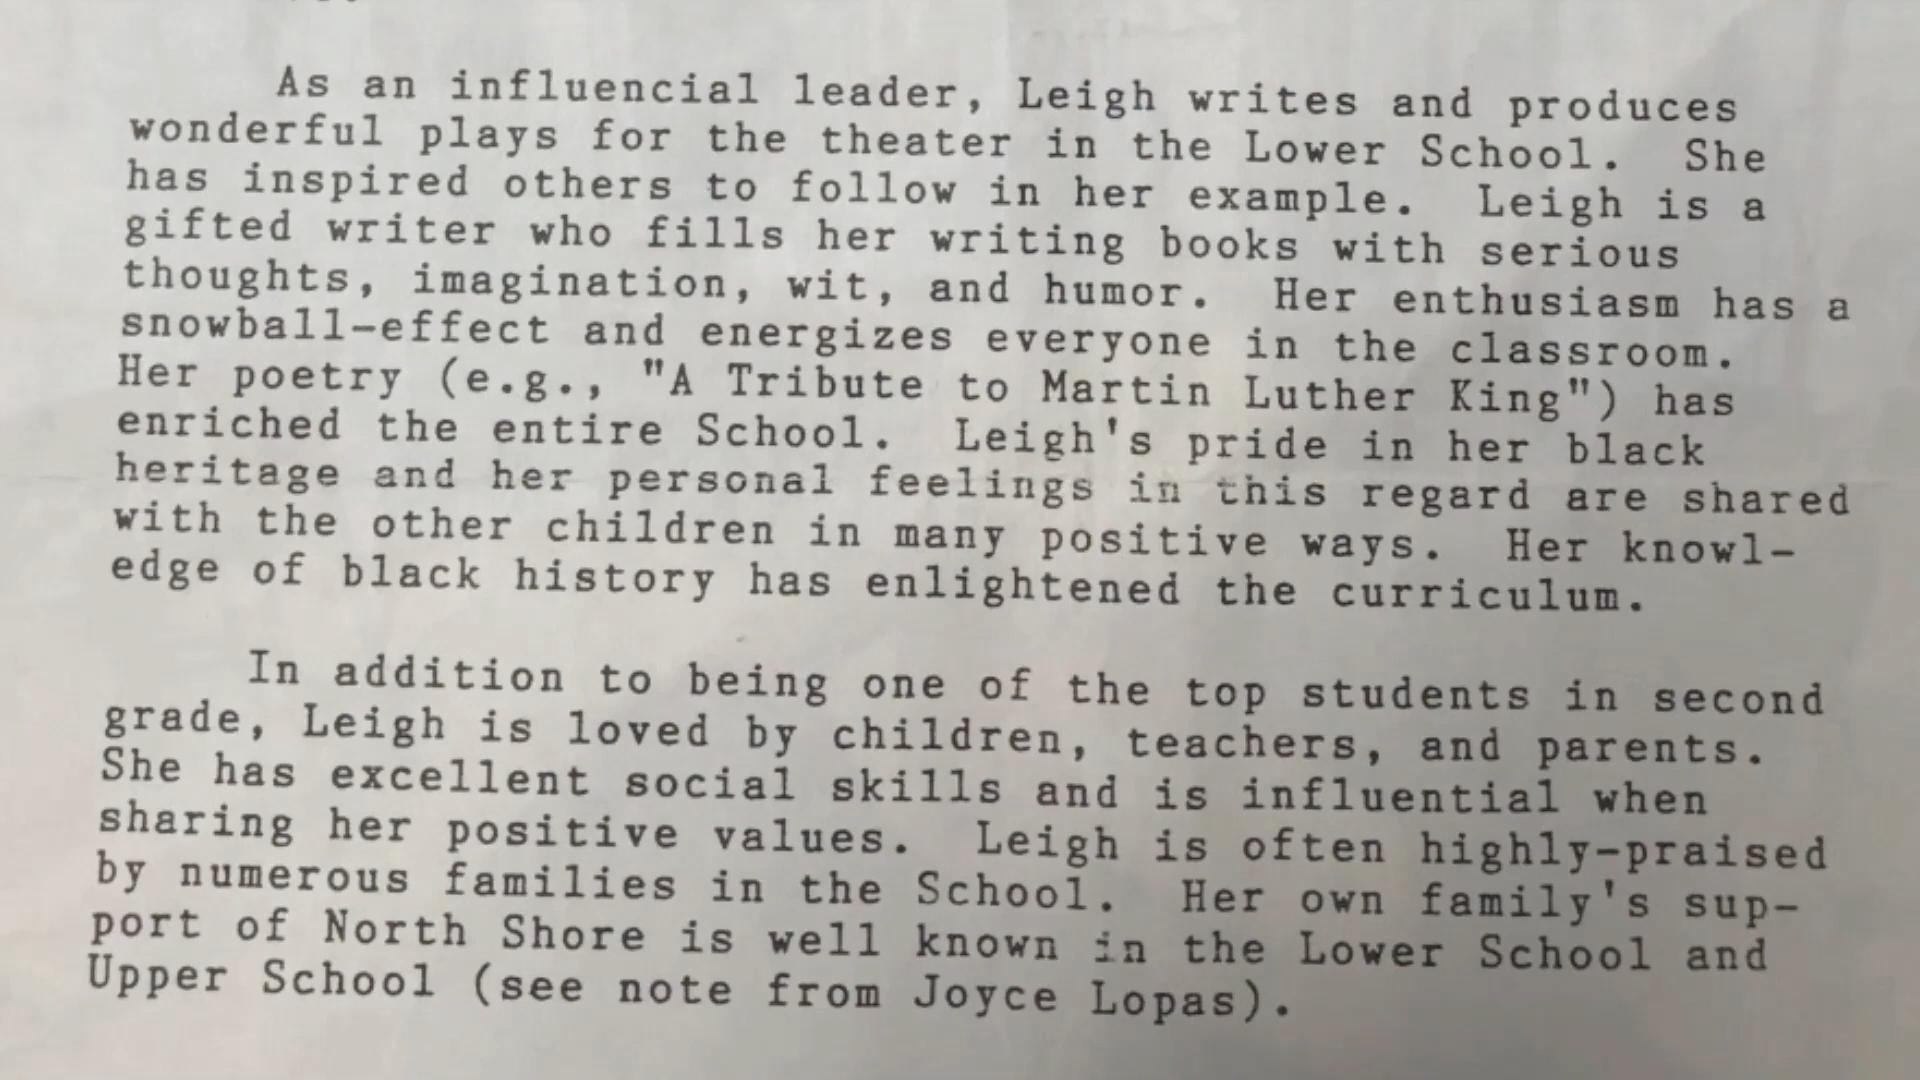 As an influencial leader, Leigh writes and produces
wonderful plays for the theater in the Lower School. She
has inspired others to follow in her example. Leigh is a
gifted writer who fills her writing books with serious
thoughts, imagination, wit, and humor. Her enthusiasm has a
snowball-effect and energizes everyone in the classroom.
Her poetry (e.g., "A Tribute to Martin Luther King") has
enriched the entire School. Leigh's pride in her black
heritage and her personal feelings in this regard are shared
with the other children in many positive ways. Her knowl-
edge of black history has enlightened the curriculum.
In addition to being one of the top students in second
grade, Leigh is loved by children, teachers, and parents.
She has excellent social skills and is influential when
sharing her positive values. Leigh is often highly-praised
by numerous families in the School. Her own family's sup-
port of North Shore is well known in the Lower School and
Upper School (see note from Joyce Lopas).